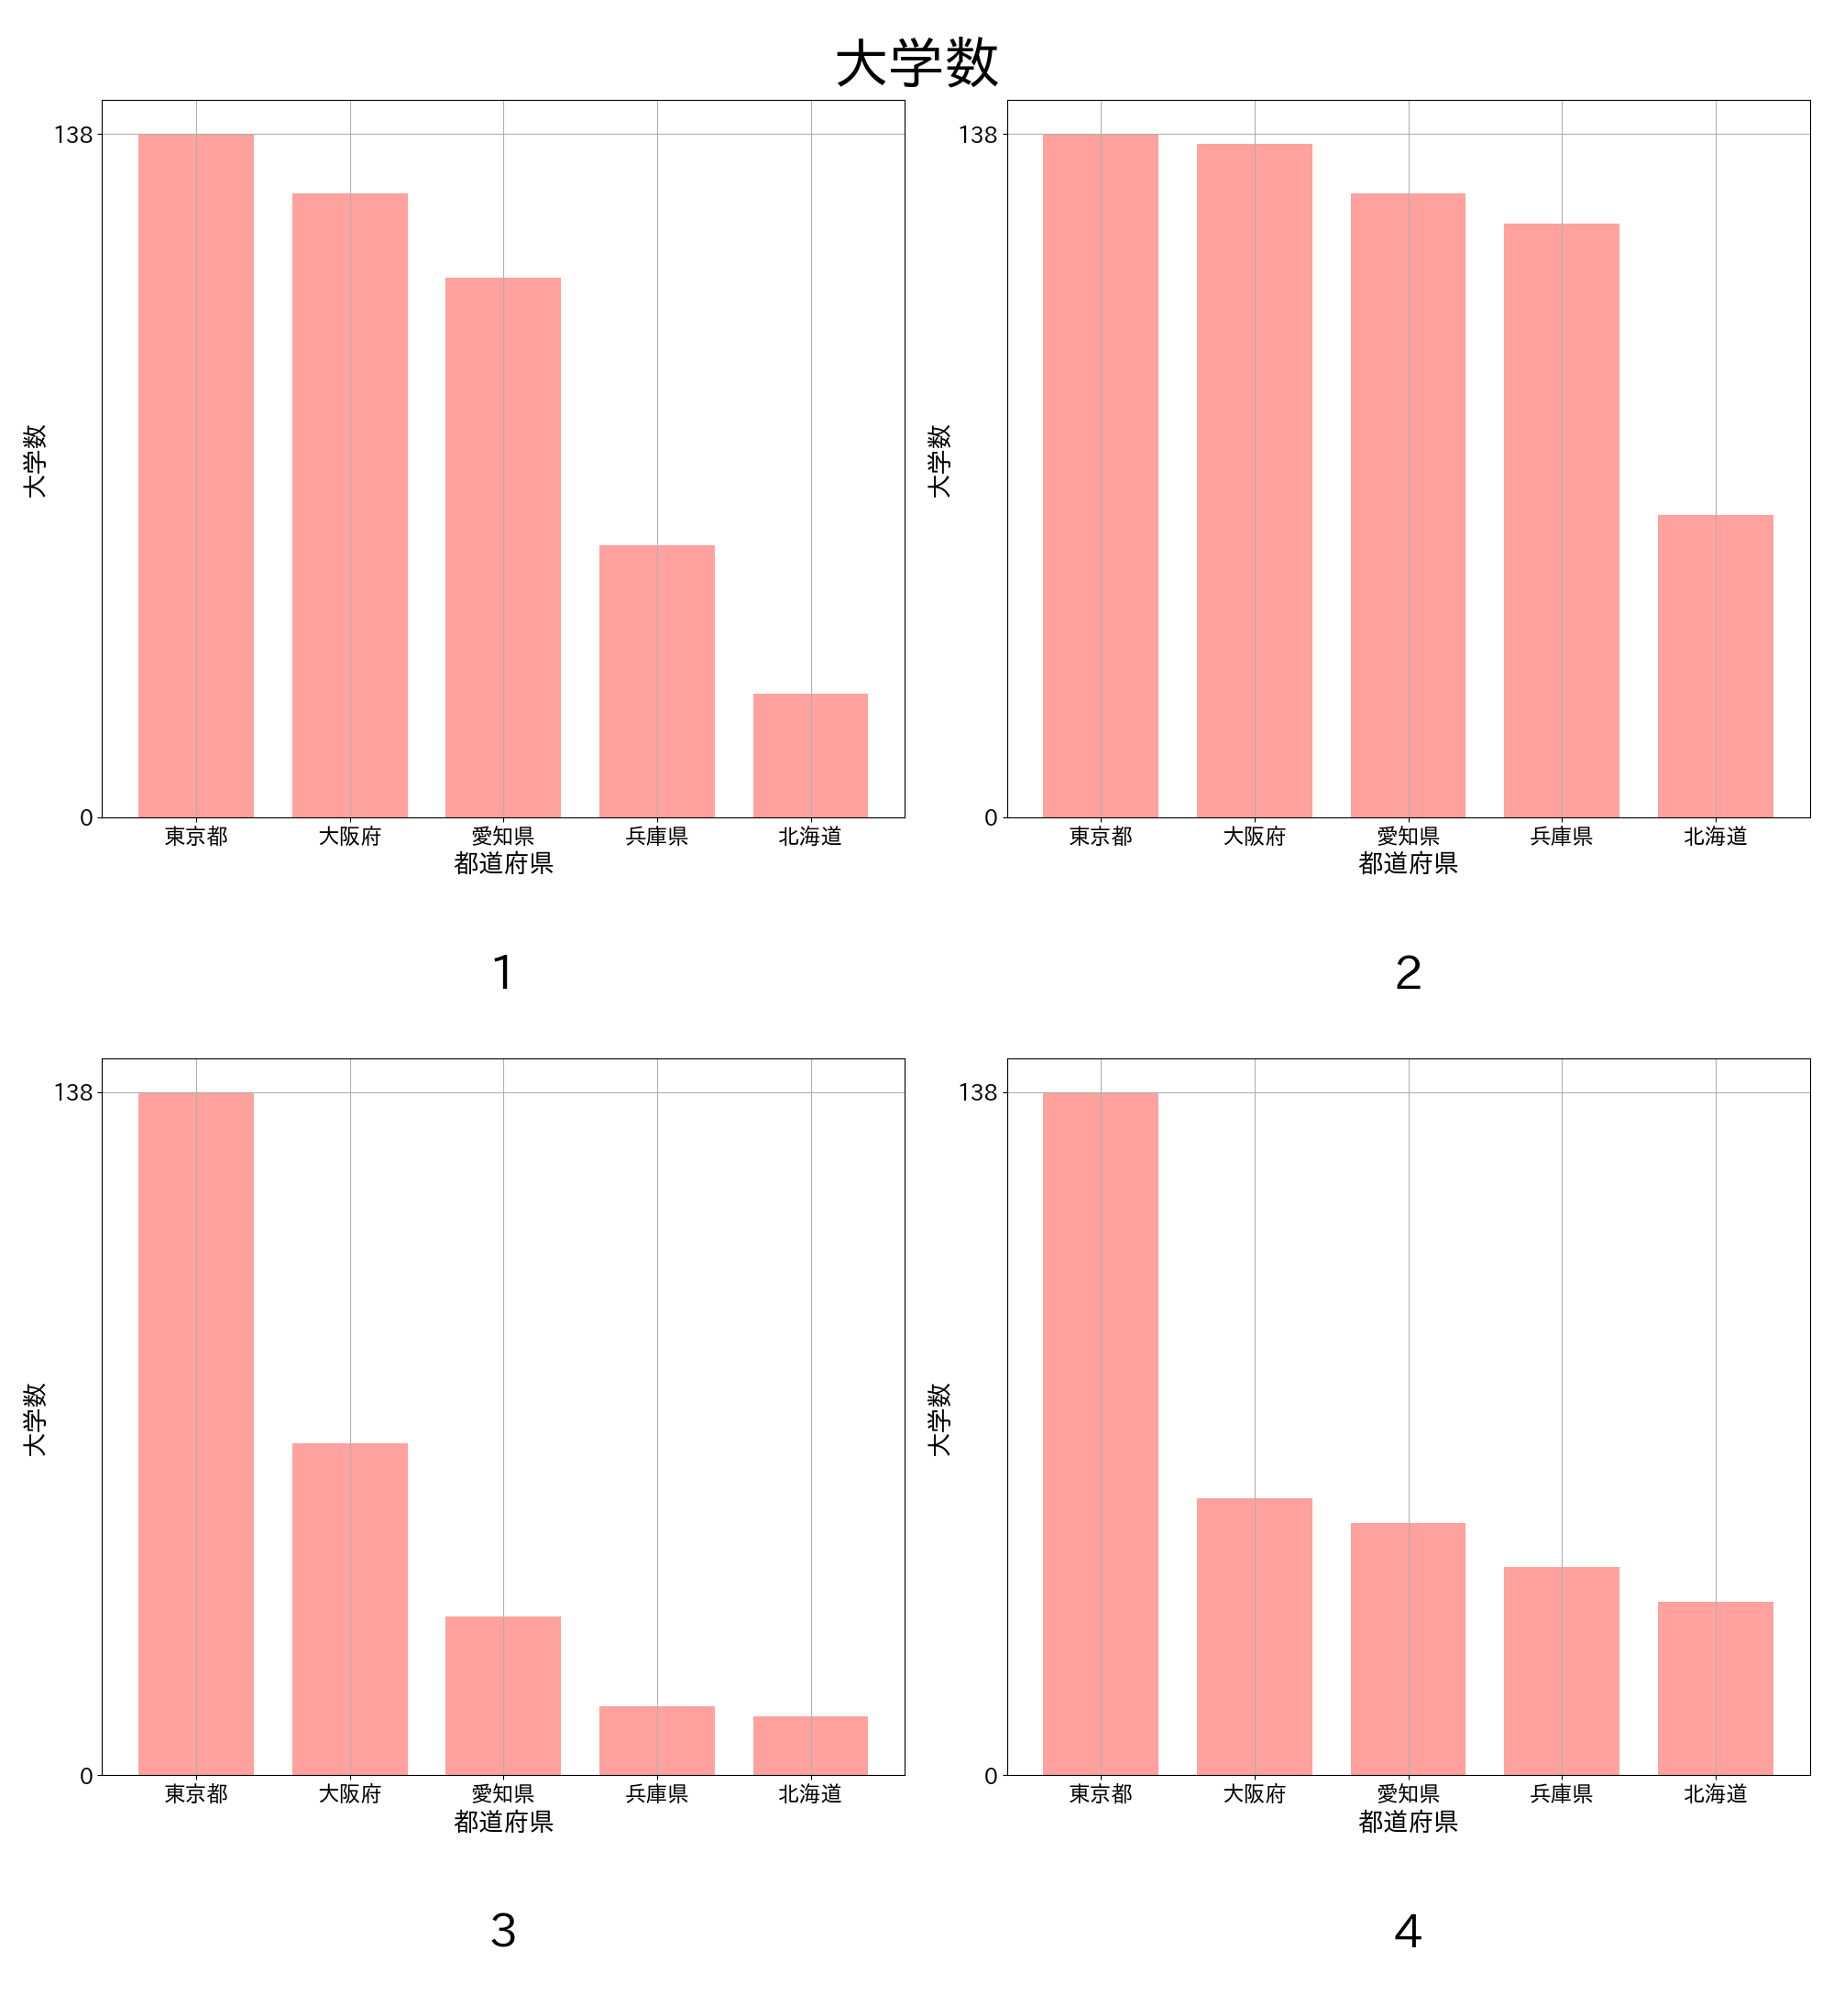 大学数
138
0
大学数
東京都 大阪府 愛知県 兵庫県 北海道
都道府県
1
138
0
大学数
東京都 大阪府 愛知県 兵庫県 北海道
都道府県
2
138
0
大学数
東京都 大阪府 愛知県 兵庫県 北海道
都道府県
3
138
0
大学数
東京都 大阪府 愛知県 兵庫県 北海道
都道府県
4